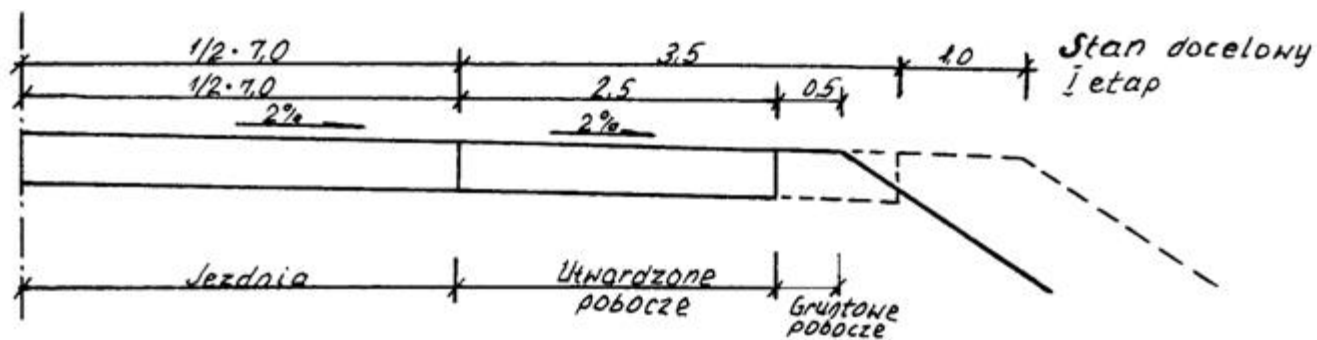 1/2·7,0 3,5 1,0 Stan docelowy
1/2·7,0 2,5 0,5 I etap
2% 2%
Jezdnia Utwardzone pobocze Gruntowe pobocze